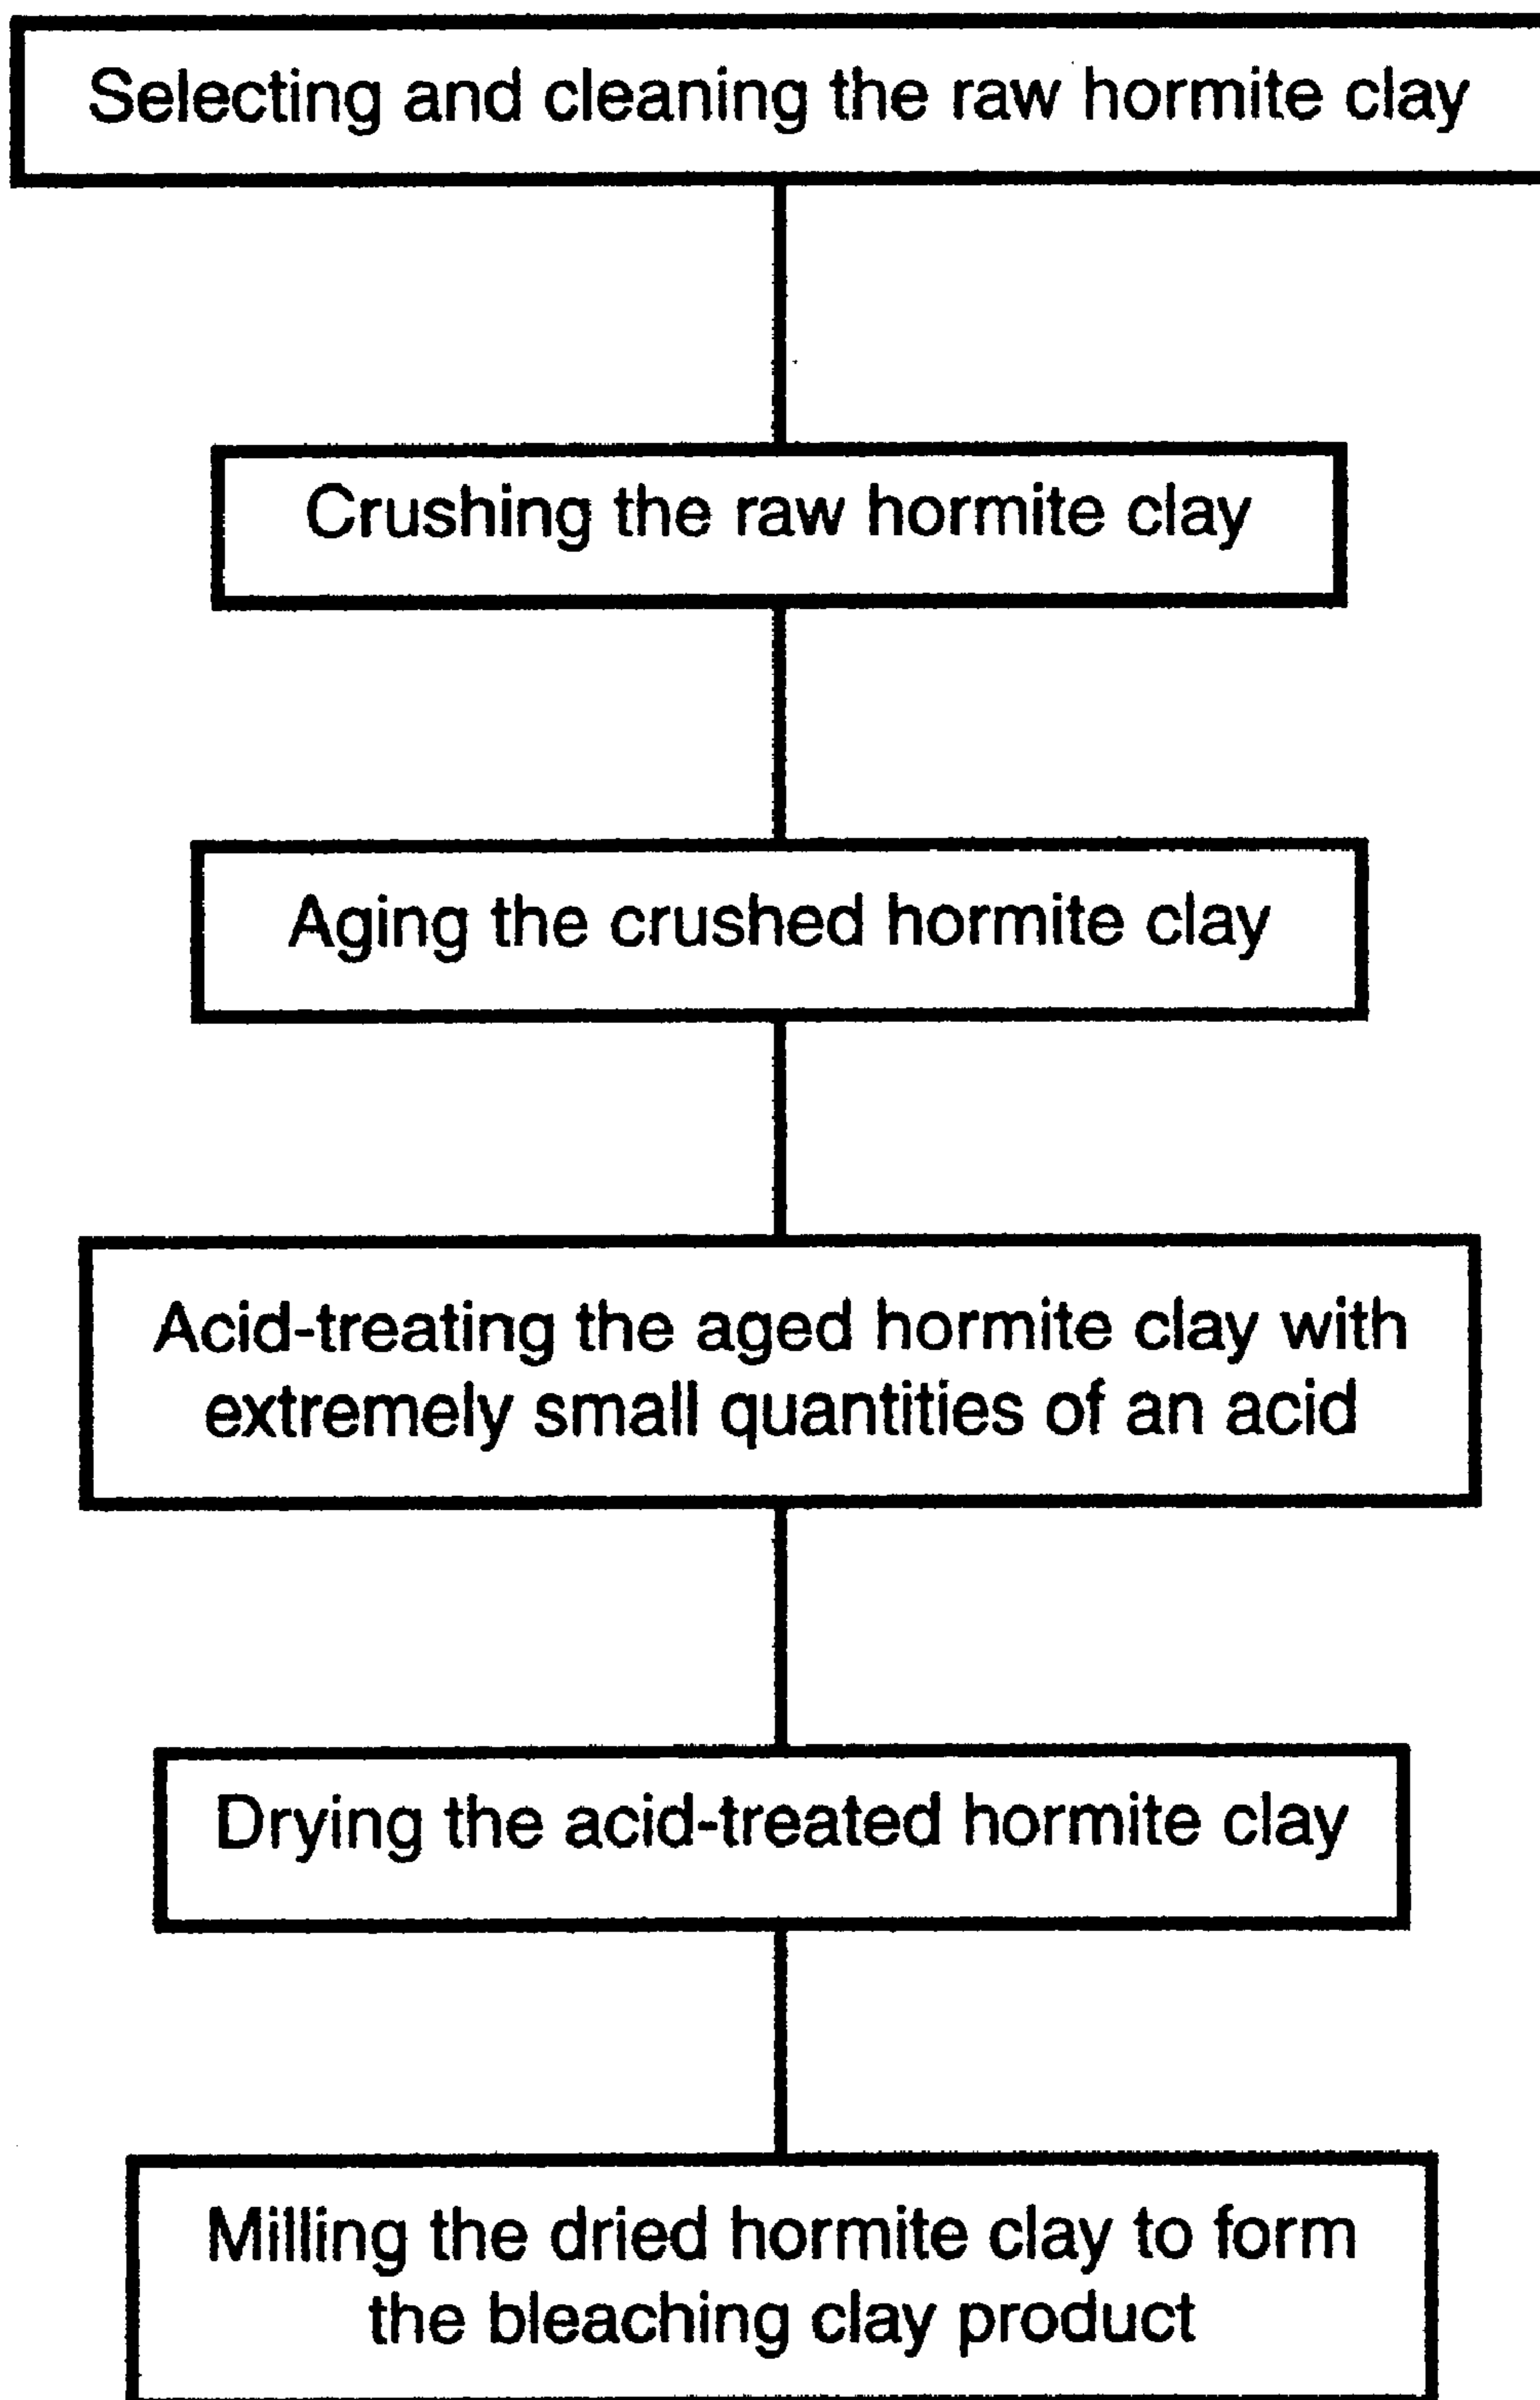 Selecting and cleaning the raw hormite clay
Crushing the raw hormite clay
Aging the crushed hormite clay
Acid-treating the aged hormite clay with
extremely small quantities of an acid
Drying the acid-treated hormite clay
Milling the dried hormite clay to form
the bleaching clay product